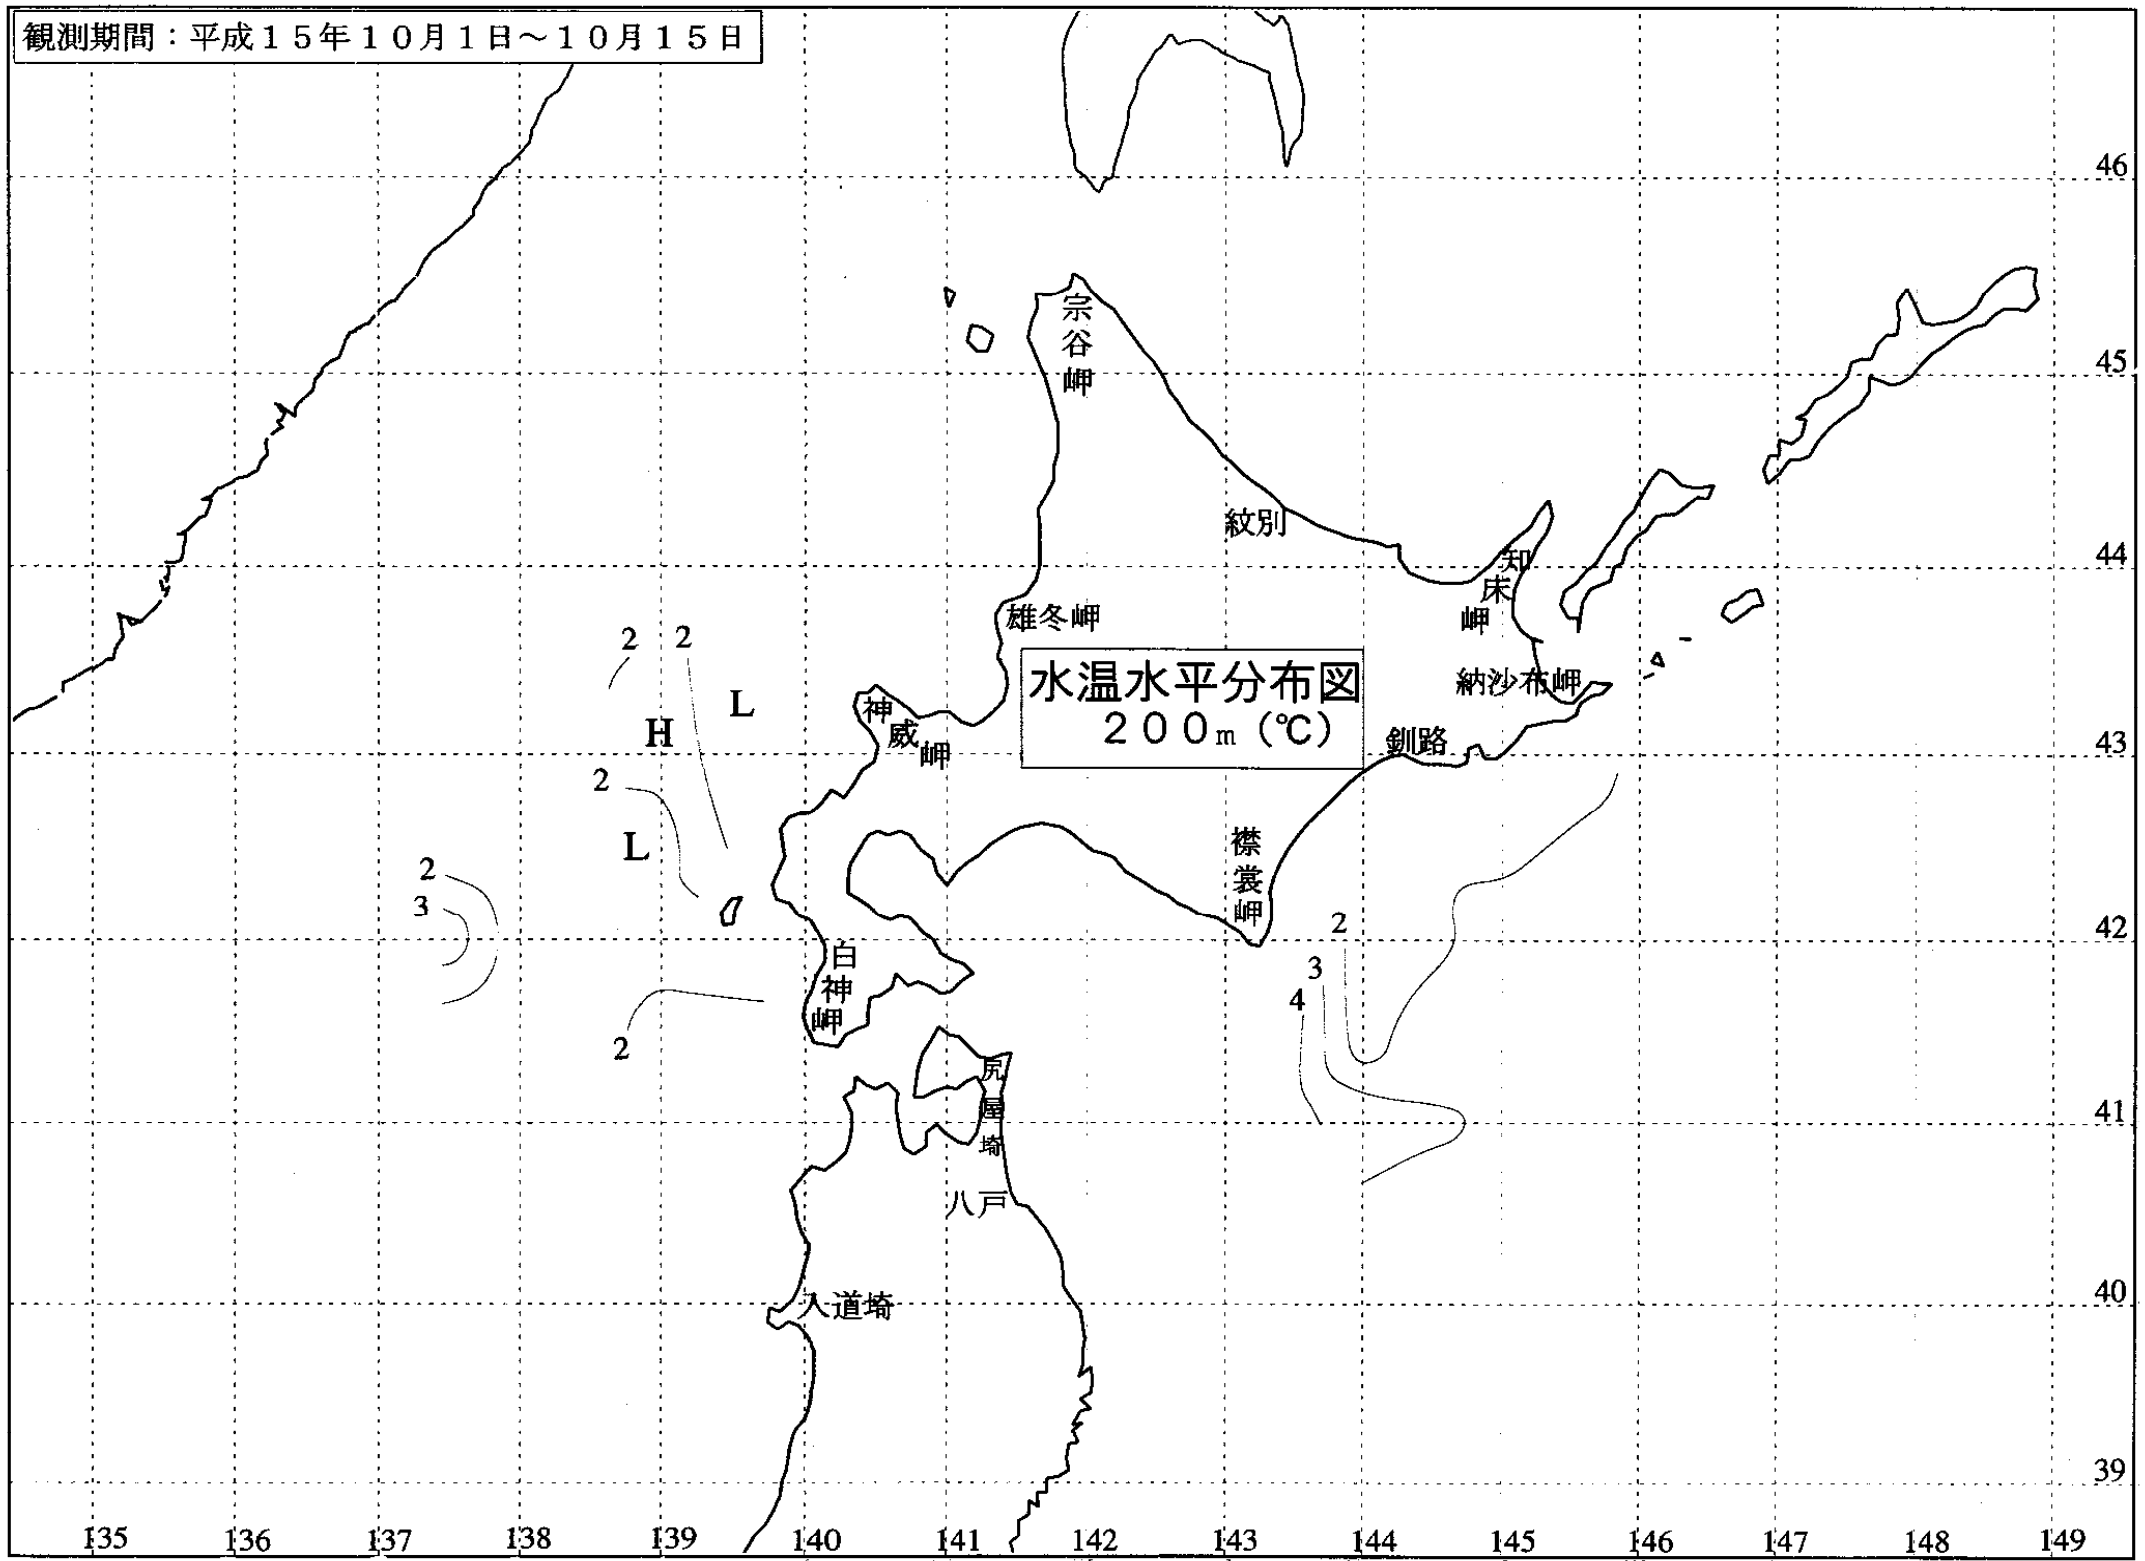 観測期間：平成１５年１０月１日～１０月１５日
46
45
宗谷岬
44
紋別
知床岬
雄冬岬
2
2
水温水平分布図
２００ｍ（℃）
納沙布岬
L
H
神威岬
釧路
43
2
L
襟裳岬
2
3
2
42
白神岬
3
4
2
尻屋埼
41
八戸
入道埼
40
39
135
136
137
138
139
140
141
142
143
144
145
146
147
148
149